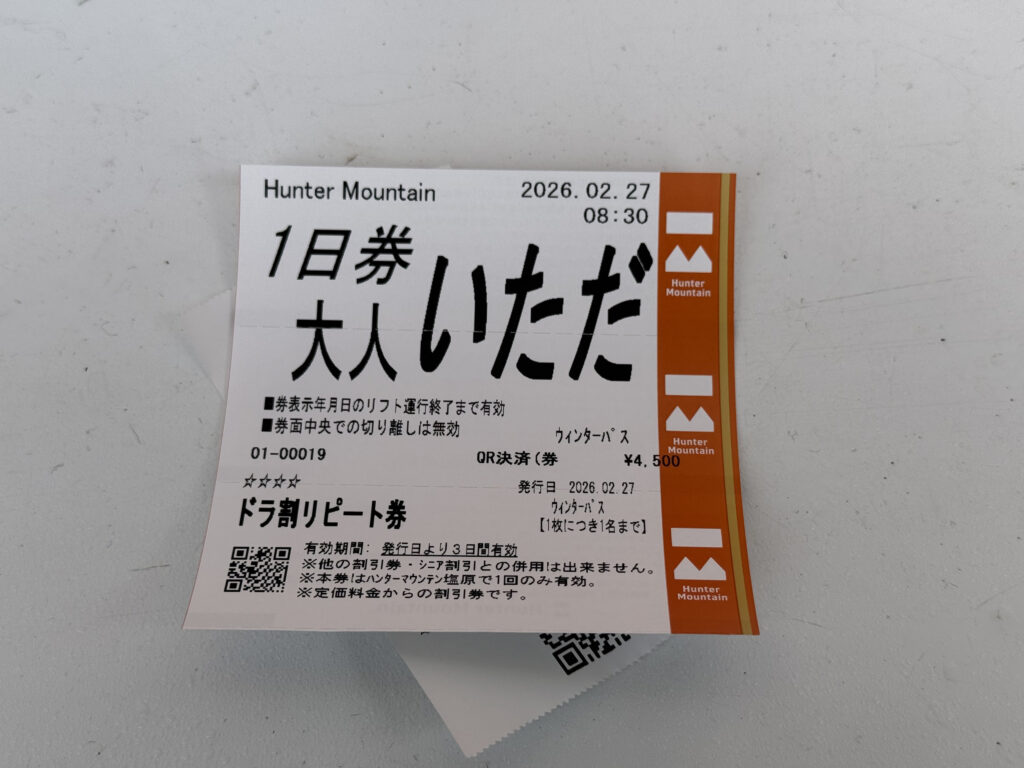 Hunter Mountain 2026.02.27
08:30
1日券
大人 いただ
■券表示年月日のリフト運行終了まで有効
■券面中央での切り離しは無効
ウィンターパス
01-00019 QR決済(券 ¥4,500
☆☆☆☆ 発行日 2026.02.27
ドラ割リピート券 ウィンターパス
【1枚につき1名まで】
有効期間: 発行日より3日間有効
※他の割引券・シニア割引との併用は出来ません。
※本券はハンターマウンテン塩原で1回のみ有効。
※定価料金からの割引券です。
Hunter
Mountain
Hunter
Mountain
Hunter
Mountain